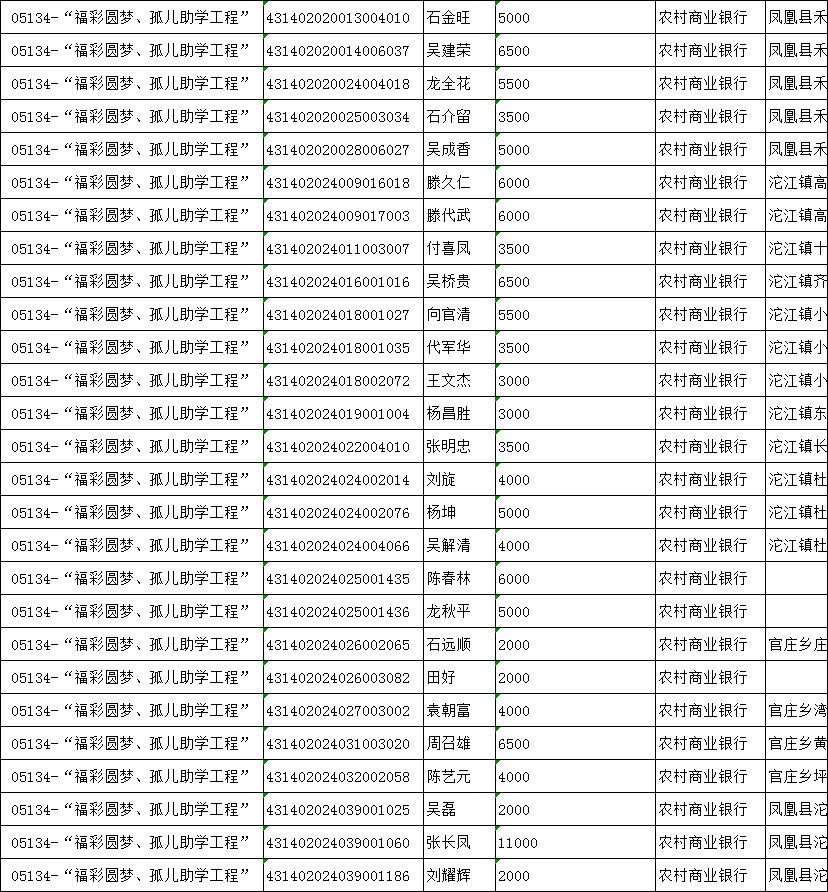 05134-“福彩圆梦、孤儿助学工程” 431402020013004010 石金旺 5000 农村商业银行 凤凰县禾
05134-“福彩圆梦、孤儿助学工程” 431402020014006037 吴建荣 6500 农村商业银行 凤凰县禾
05134-“福彩圆梦、孤儿助学工程” 431402020024004018 龙全花 5500 农村商业银行 凤凰县禾
05134-“福彩圆梦、孤儿助学工程” 431402020025003034 石介留 3500 农村商业银行 凤凰县禾
05134-“福彩圆梦、孤儿助学工程” 431402020028006027 吴成香 5000 农村商业银行 凤凰县禾
05134-“福彩圆梦、孤儿助学工程” 431402024009016018 滕久仁 6000 农村商业银行 沱江镇高
05134-“福彩圆梦、孤儿助学工程” 431402024009017003 滕代武 6000 农村商业银行 沱江镇高
05134-“福彩圆梦、孤儿助学工程” 431402024011003007 付喜凤 3500 农村商业银行 沱江镇十
05134-“福彩圆梦、孤儿助学工程” 431402024016001016 吴桥贵 6500 农村商业银行 沱江镇齐
05134-“福彩圆梦、孤儿助学工程” 431402024018001027 向官清 5500 农村商业银行 沱江镇小
05134-“福彩圆梦、孤儿助学工程” 431402024018001035 代军华 3500 农村商业银行 沱江镇小
05134-“福彩圆梦、孤儿助学工程” 431402024018002072 王文杰 3000 农村商业银行 沱江镇小
05134-“福彩圆梦、孤儿助学工程” 431402024019001004 杨昌胜 3000 农村商业银行 沱江镇东
05134-“福彩圆梦、孤儿助学工程” 431402024022004010 张明忠 3500 农村商业银行 沱江镇长
05134-“福彩圆梦、孤儿助学工程” 431402024024002014 刘旋 4000 农村商业银行 沱江镇杜
05134-“福彩圆梦、孤儿助学工程” 431402024024002076 杨坤 5000 农村商业银行 沱江镇杜
05134-“福彩圆梦、孤儿助学工程” 431402024024004066 吴解清 4000 农村商业银行 沱江镇杜
05134-“福彩圆梦、孤儿助学工程” 431402024025001435 陈春林 6000 农村商业银行
05134-“福彩圆梦、孤儿助学工程” 431402024025001436 龙秋平 5000 农村商业银行
05134-“福彩圆梦、孤儿助学工程” 431402024026002065 石远顺 2000 农村商业银行 官庄乡庄
05134-“福彩圆梦、孤儿助学工程” 431402024026003082 田好 2000 农村商业银行
05134-“福彩圆梦、孤儿助学工程” 431402024027003002 袁朝富 4000 农村商业银行 官庄乡湾
05134-“福彩圆梦、孤儿助学工程” 431402024031003020 周召雄 6500 农村商业银行 官庄乡黄
05134-“福彩圆梦、孤儿助学工程” 431402024032002058 陈艺元 4000 农村商业银行 官庄乡坪
05134-“福彩圆梦、孤儿助学工程” 431402024039001025 吴磊 2000 农村商业银行 凤凰县沱
05134-“福彩圆梦、孤儿助学工程” 431402024039001060 张长凤 11000 农村商业银行 凤凰县沱
05134-“福彩圆梦、孤儿助学工程” 431402024039001186 刘耀辉 2000 农村商业银行 凤凰县沱